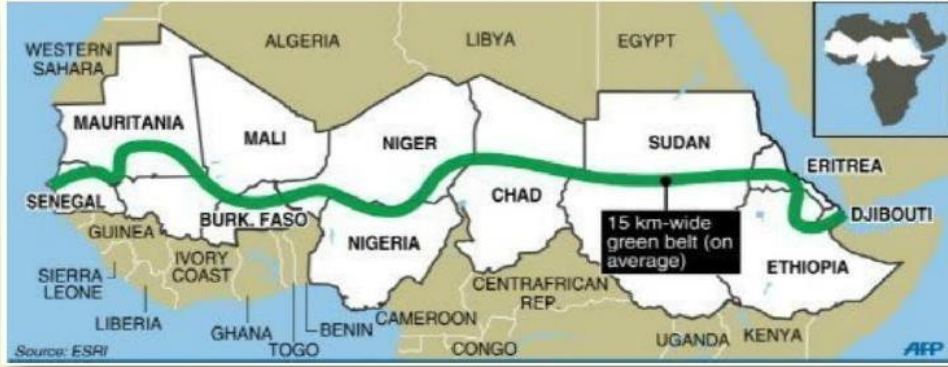 WESTERN
SAHARA
ALGERIA
LIBYA
EGYPT
MAURITANIA
MALI
NIGER
SUDAN
ERITREA
CHAD
SENEGAL
BURK. FASO
DJIBOUTI
GUINEA
NIGERIA
15 km-wide
green belt (on
average)
IVORY
COAST
ETHIOPIA
SIERRA
LEONE
CENTRAFRICAN
REP.
LIBERIA
GHANA
BENIN
CAMEROON
TOGO
CONGO
UGANDA
KENYA
Source: ESRI
AFP